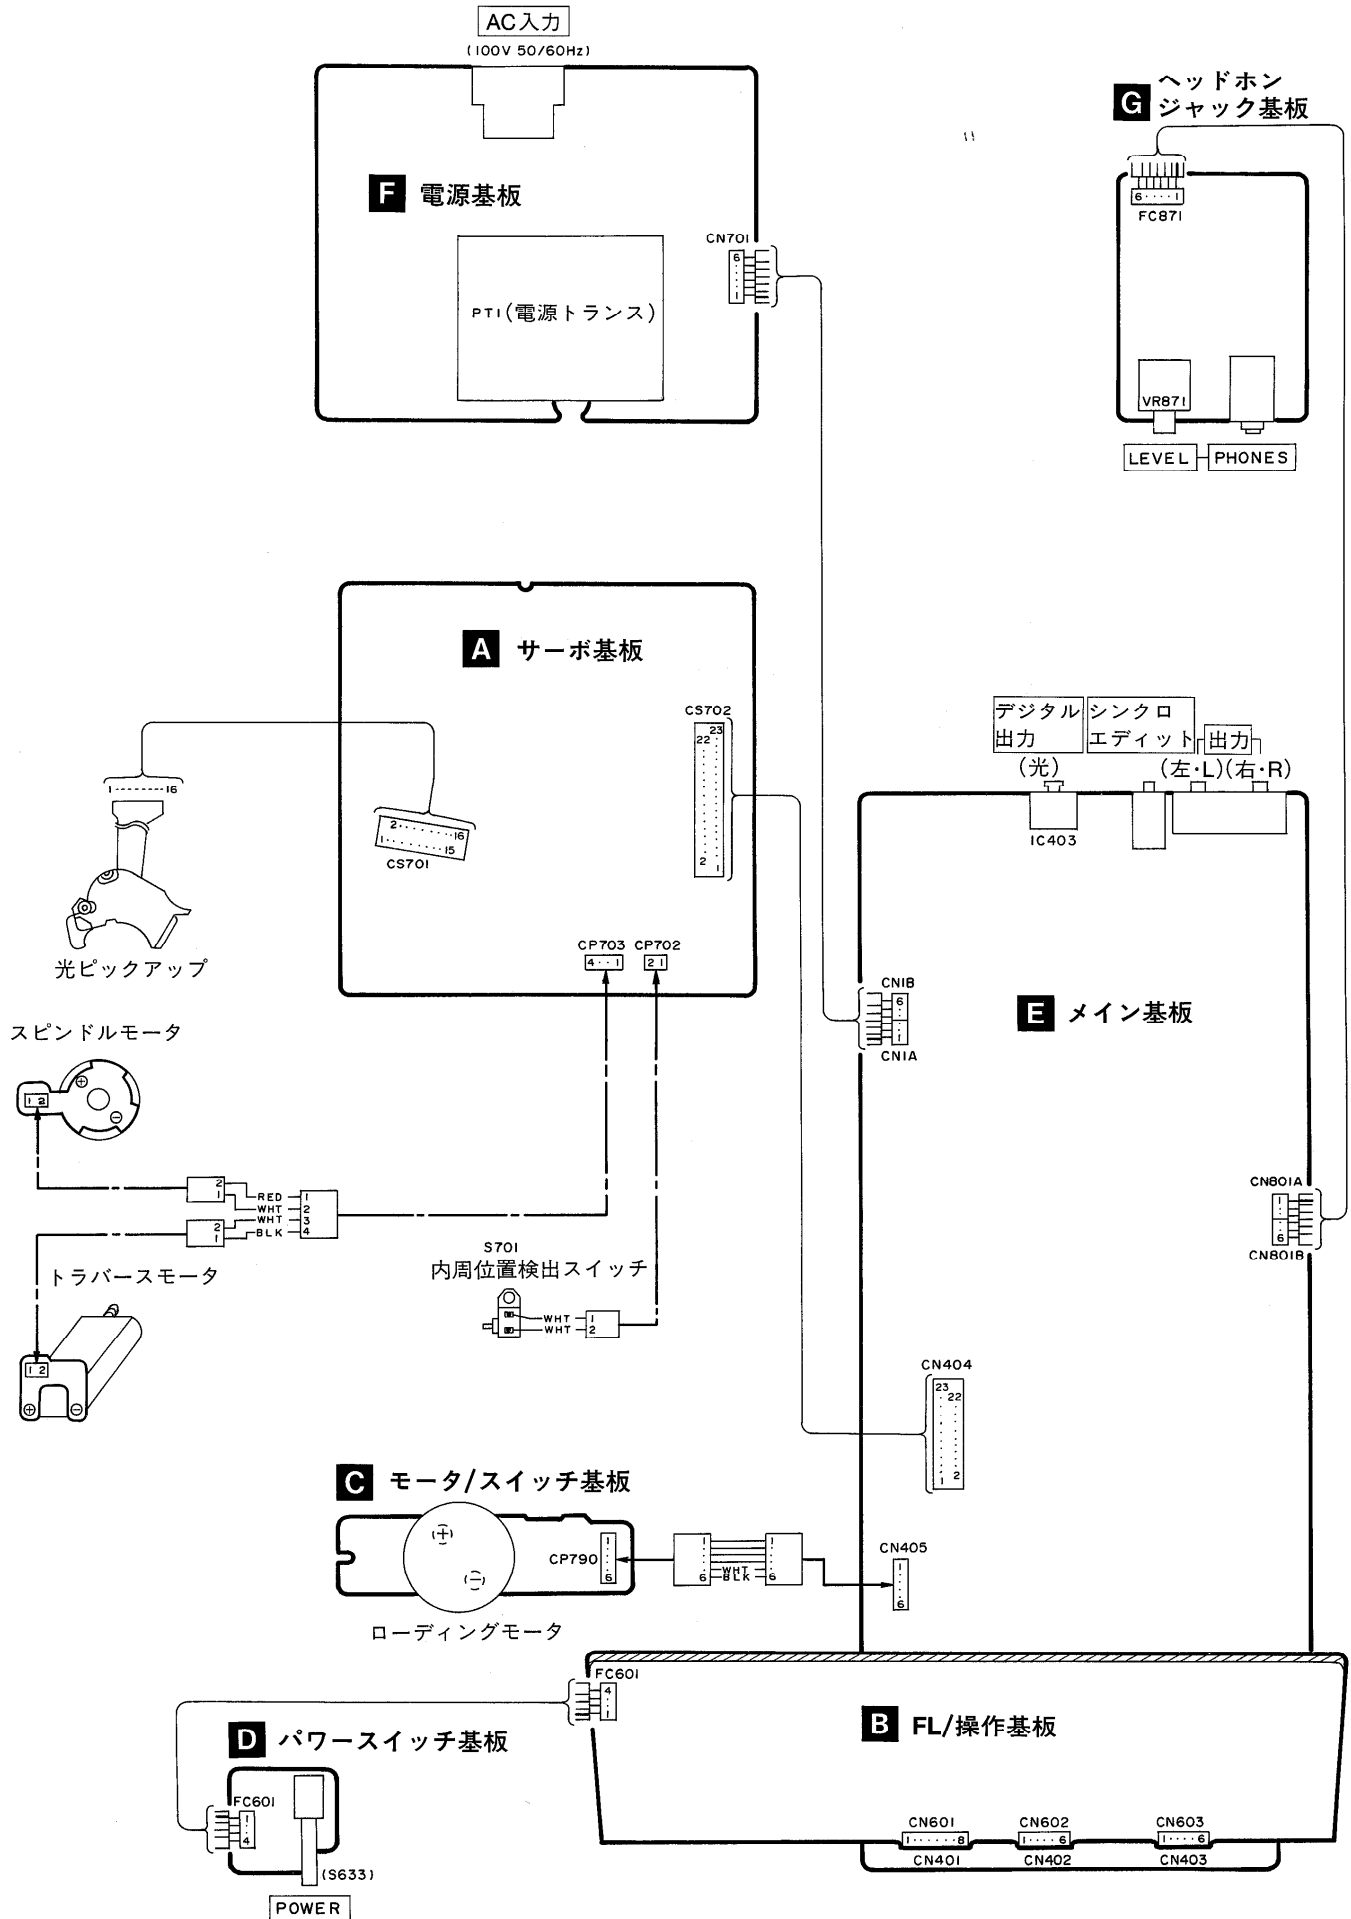 AC入力
(100V 50/60Hz)
F 電源基板
CN701
6
1
PT1(電源トランス)
G ヘッドホン
ジャック基板
6····1
FC871
VR871
LEVEL
PHONES
A サーボ基板
CS702
23
22
2
1
1--------16
2········16
1········15
CS701
光ピックアップ
CP703
4··1
CP702
2 1
デジタル
出力
(光)
シンクロ
エディット
出力
(左·L)(右·R)
IC403
CN1B
6
1
CN1A
E メイン基板
スピンドルモータ
⊕
1 2
⊖
2
1
RED
WHT
1
2
2
1
WHT
BLK
3
4
トラバースモータ
1 2
⊕
⊖
S701
内周位置検出スイッチ
WHT
WHT
1
2
CN801A
1
6
CN801B
CN404
23
22
1
2
C モータ/スイッチ基板
(+)
(−)
CP790
1
6
1
6
WHT
BLK
1
6
CN405
1
6
ローディングモータ
FC601
4
1
B FL/操作基板
D パワースイッチ基板
FC601
1
4
(S633)
POWER
CN601
1······8
CN401
CN602
1····6
CN402
CN603
1····6
CN403